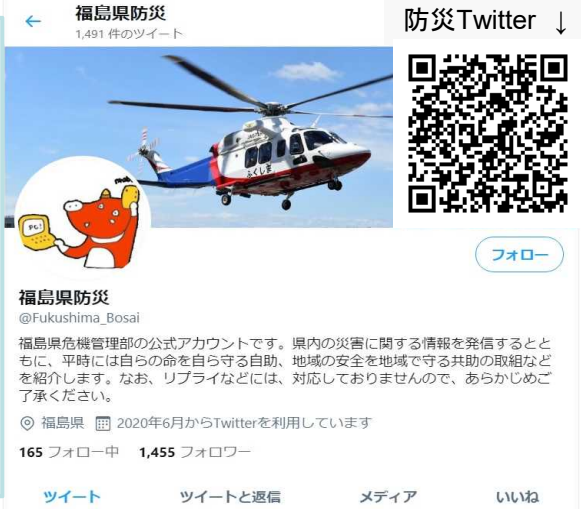 福島県防災
1,491 件のツイート
防災Twitter ↓
ふくしま
PC!
フォロー
福島県防災
@Fukushima_Bosai
福島県危機管理部の公式アカウントです。県内の災害に関する情報を発信するとと
もに、平時には自らの命を自ら守る自助、地域の安全を地域で守る共助の取組など
を紹介します。なお、リプライなどには、対応しておりませんので、あらかじめご
了承ください。
福島県 2020年6月からTwitterを利用しています
165 フォロー中 1,455 フォロワー
ツイート ツイートと返信 メディア いいね